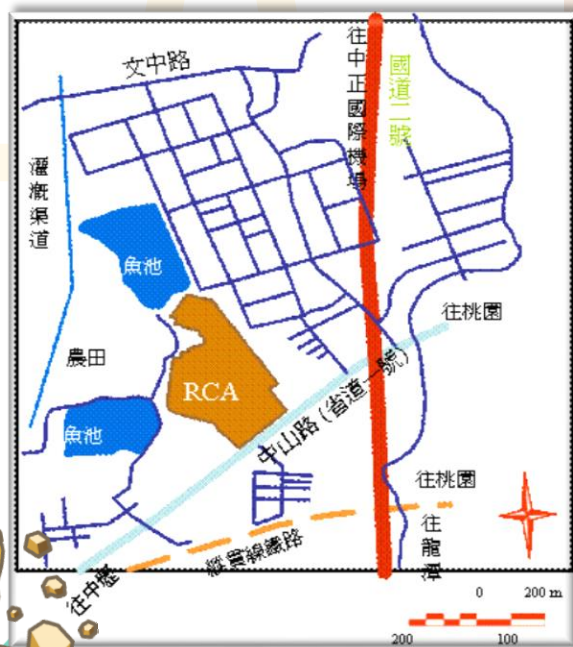 文中路
往中正國際機場
國道二號
灌溉渠道
魚池
往桃園
農田
RCA
中山路(省道一號)
魚池
往桃園
往龍潭
縱貫線鐵路
往中壢
0 200 m
200 100